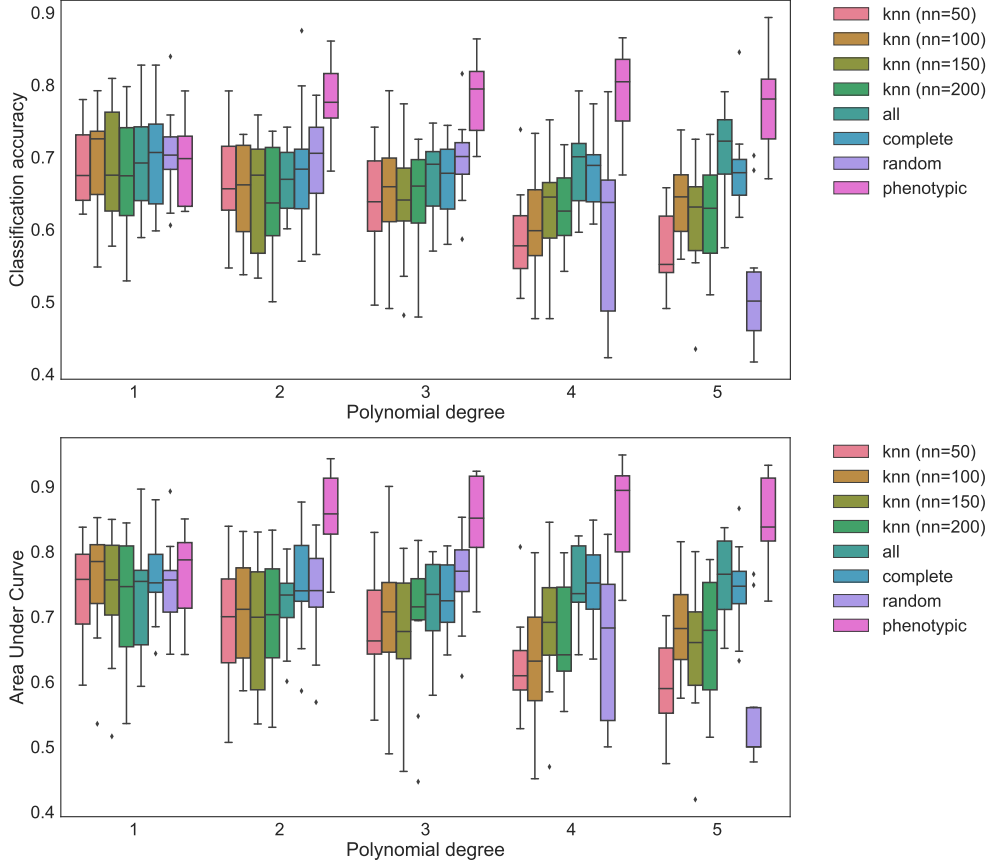 0.9
0.8
0.7
0.6
0.5
0.4
Classification accuracy
1 2 3 4 5
Polynomial degree
knn (nn=50)
knn (nn=100)
knn (nn=150)
knn (nn=200)
all
complete
random
phenotypic
0.9
0.8
0.7
0.6
0.5
0.4
Area Under Curve
1 2 3 4 5
Polynomial degree
knn (nn=50)
knn (nn=100)
knn (nn=150)
knn (nn=200)
all
complete
random
phenotypic